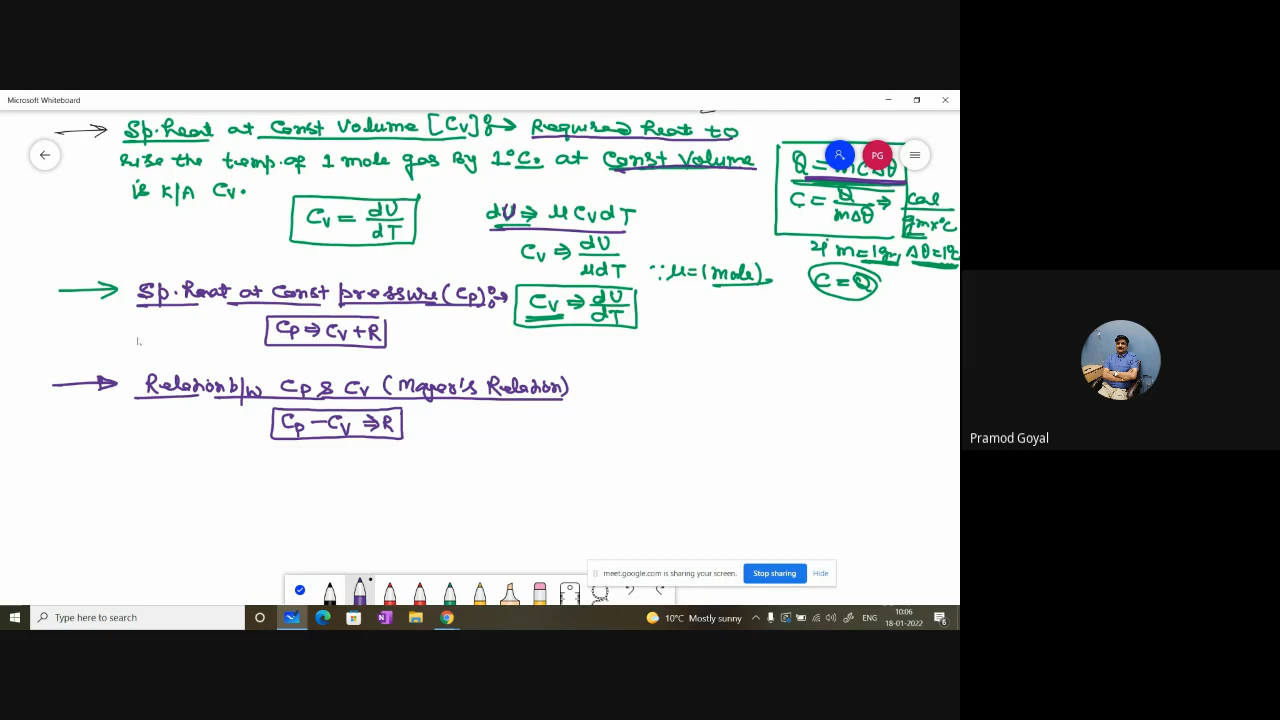 Microsoft Whiteboard
Sp. heat at Const Volume [Cv] :→ Required heat to
rise the temp. of 1 mole gas by 1°C. at Const Volume
is K/A Cv.
Cv = dU/dT
dU ⇒ μ Cv dT
Cv ⇒ dU/μdT
∵ μ = (mole)
Cv ⇒ dU/dT
Q = mCΔθ
C = Q/mΔθ → Cal/gm×°C
if m = 1gr, Δθ = 1°C
C = Q
PG
Sp. Heat at Const pressure (Cp) :→
Cp ⇒ Cv + R
Relation b/w Cp & Cv (Mayer's Relation)
Cp − Cv ⇒ R
Pramod Goyal
meet.google.com is sharing your screen.
Stop sharing
Hide
Type here to search
10°C Mostly sunny
ENG
10:06
18-01-2022
6